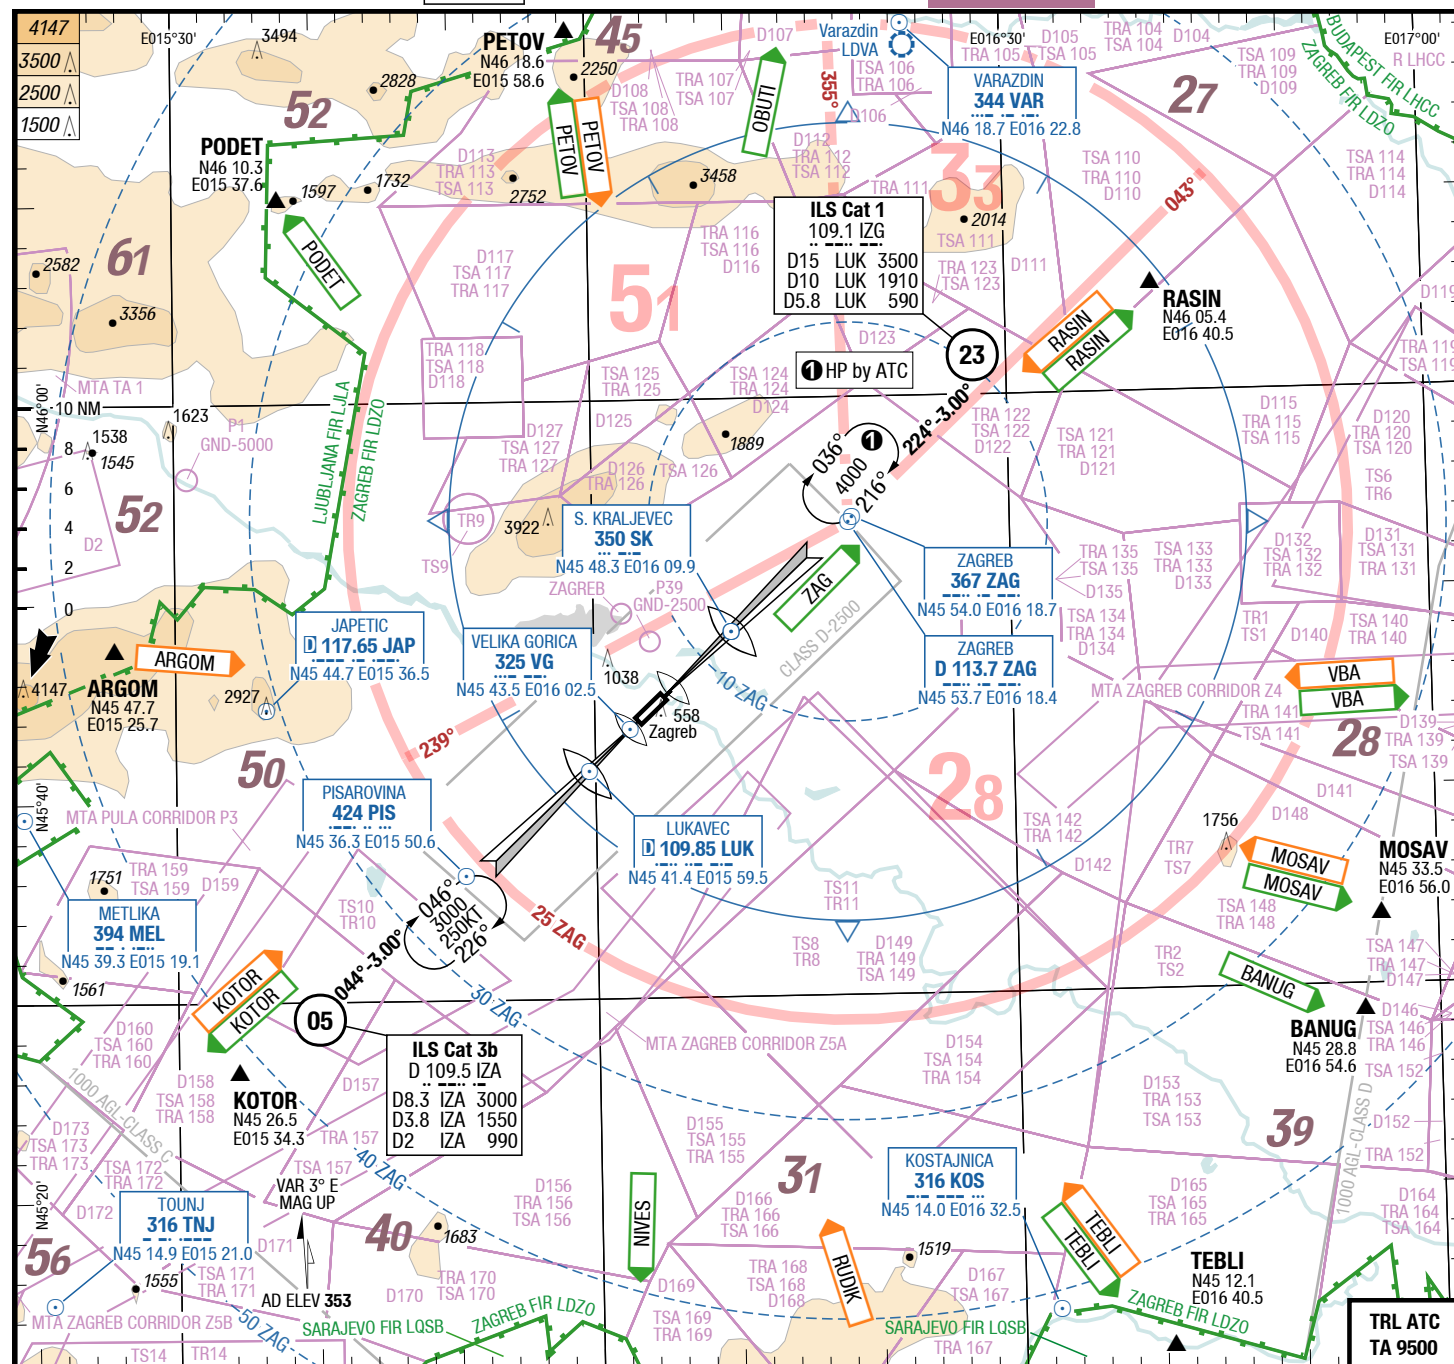 4147
3500
2500
1500
E015°30'
3494
2828
52
PETOV
N46 18.6
E015 58.6
45
2250
D107
TRA 107
TSA 107
D108
TSA 108
TRA 108
PETOV
PETOV
OBUTI
Varazdin
LDVA
355°
TSA 106
TRA 106
D106
E016°30'
TRA 105
D105
TSA 105
TRA 104
TSA 104
D104
VARAZDIN
344 VAR
N46 18.7 E016 22.8
27
TSA 109
TRA 109
D109
BUDAPEST FIR LHCC
ZAGREB FIR LDZO
E017°00'
R LHCC
PODET
N46 10.3
E015 37.6
1597
1732
D113
TRA 113
TSA 113
2752
3458
D112
TRA 112
TSA 112
TRA 111
33
2014
TSA 111
D111
TSA 110
TRA 110
D110
043°
TSA 114
TRA 114
D114
PODET
61
2582
3356
D117
TSA 117
TRA 117
TRA 116
TSA 116
D116
51
ILS Cat 1
109.1 IZG
D15 LUK 3500
D10 LUK 1910
D5.8 LUK 590
TRA 123
TSA 123
RASIN
N46 05.4
E016 40.5
RASIN
RASIN
D119
TRA 119
TSA 119
MTA TA 1
TRA 118
TSA 118
D118
D123
23
1 HP by ATC
TSA 125
TRA 125
D125
TSA 124
TRA 124
D124
1889
N46°00'
10 NM
8
6
4
2
0
1623
1538
1545
P1
GND-5000
LJUBLJANA FIR LJLA
ZAGREB FIR LDZO
D127
TSA 127
TRA 127
D126
TRA 126
TSA 126
036°
4000
216°
1
224°-3.00°
TRA 122
TSA 122
D122
TSA 121
TRA 121
D121
D115
TRA 115
TSA 115
D120
TRA 120
TSA 120
TS6
TR6
52
D2
TR9
TS9
3922
S. KRALJEVEC
350 SK
N45 48.3 E016 09.9
ZAGREB
P39
GND-2500
ZAG
CLASS D-2500
ZAGREB
367 ZAG
N45 54.0 E016 18.7
ZAGREB
D 113.7 ZAG
N45 53.7 E016 18.4
TRA 135
TSA 135
D135
TSA 133
TRA 133
D133
D132
TSA 132
TRA 132
D131
TSA 131
TRA 131
TSA 134
TRA 134
D134
TR1
TS1
D140
TSA 140
TRA 140
JAPETIC
D 117.65 JAP
N45 44.7 E015 36.5
VELIKA GORICA
325 VG
N45 43.5 E016 02.5
1038
558
Zagreb
10 ZAG
ARGOM
ARGOM
N45 47.7
E015 25.7
4147
2927
239°
MTA ZAGREB CORRIDOR Z4
VBA
VBA
TRA 141
TSA 141
28
D139
TRA 139
TSA 139
50
N45°40'
PISAROVINA
424 PIS
N45 36.3 E015 50.6
MTA PULA CORRIDOR P3
LUKAVEC
D 109.85 LUK
N45 41.4 E015 59.5
28
TSA 142
TRA 142
D142
D141
D148
1756
TR7
TS7
MOSAV
MOSAV
MOSAV
N45 33.5
E016 56.0
TRA 159
TSA 159
D159
1751
TS10
TR10
METLIKA
394 MEL
N45 39.3 E015 19.1
046°
3000
250KT
226°
044°-3.00°
25 ZAG
30 ZAG
TS11
TR11
TS8
TR8
D149
TRA 149
TSA 149
TSA 148
TRA 148
TR2
TS2
TSA 147
TRA 147
D147
BANUG
BANUG
N45 28.8
E016 54.6
D146
TSA 146
TRA 146
TSA 152
1561
KOTOR
KOTOR
05
ILS Cat 3b
D 109.5 IZA
D8.3 IZA 3000
D3.8 IZA 1550
D2 IZA 990
MTA ZAGREB CORRIDOR Z5A
D154
TSA 154
TRA 154
D153
TRA 153
TSA 153
D160
TSA 160
TRA 160
1000 AGL-CLASS C
D158
TSA 158
TRA 158
KOTOR
N45 26.5
E015 34.3
D157
TRA 157
TSA 157
D173
TSA 173
TRA 173
TSA 172
TRA 172
D172
40 ZAG
D155
TSA 155
TRA 155
39
1000 AGL-CLASS D
D152
TRA 152
VAR 3° E
MAG UP
N45°20'
TOUNJ
316 TNJ
N45 14.9 E015 21.0
D156
TRA 156
TSA 156
NIVES
31
KOSTAJNICA
316 KOS
N45 14.0 E016 32.5
D165
TSA 165
TRA 165
D164
TRA 164
TSA 164
D166
TRA 166
TSA 166
56
40
1683
D171
TSA 171
TRA 171
1555
TRA 170
TSA 170
D170
D169
TSA 169
TRA 169
TRA 168
TSA 168
D168
RUDIK
1519
D167
TSA 167
TRA 167
TEBLI
TEBLI
TEBLI
N45 12.1
E016 40.5
AD ELEV 353
MTA ZAGREB CORRIDOR Z5B
50 ZAG
SARAJEVO FIR LQSB
ZAGREB FIR LDZO
SARAJEVO FIR LQSB
ZAGREB FIR LDZO
TS14
TR14
TRL ATC
TA 9500